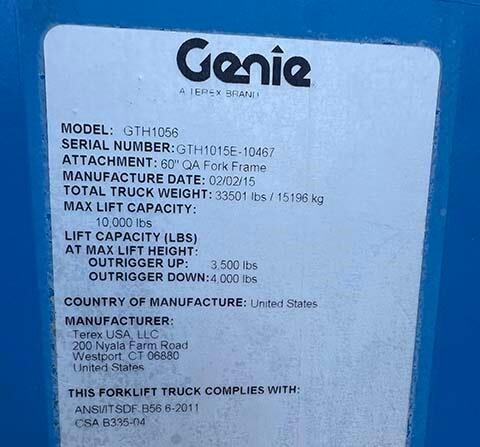 Genie
A TEREX BRAND
MODEL: GTH1056
SERIAL NUMBER: GTH1015E-10467
ATTACHMENT: 60" QA Fork Frame
MANUFACTURE DATE: 02/02/15
TOTAL TRUCK WEIGHT: 33501 lbs / 15196 kg
MAX LIFT CAPACITY:
10,000 lbs
LIFT CAPACITY (LBS)
AT MAX LIFT HEIGHT:
OUTRIGGER UP: 3,500 lbs
OUTRIGGER DOWN: 4,000 lbs
COUNTRY OF MANUFACTURE: United States
MANUFACTURER:
Terex USA, LLC
200 Nyala Farm Road
Westport, CT 06880
United States
THIS FORKLIFT TRUCK COMPLIES WITH:
ANSI/ITSDF B56.6-2011
CSA B335-04